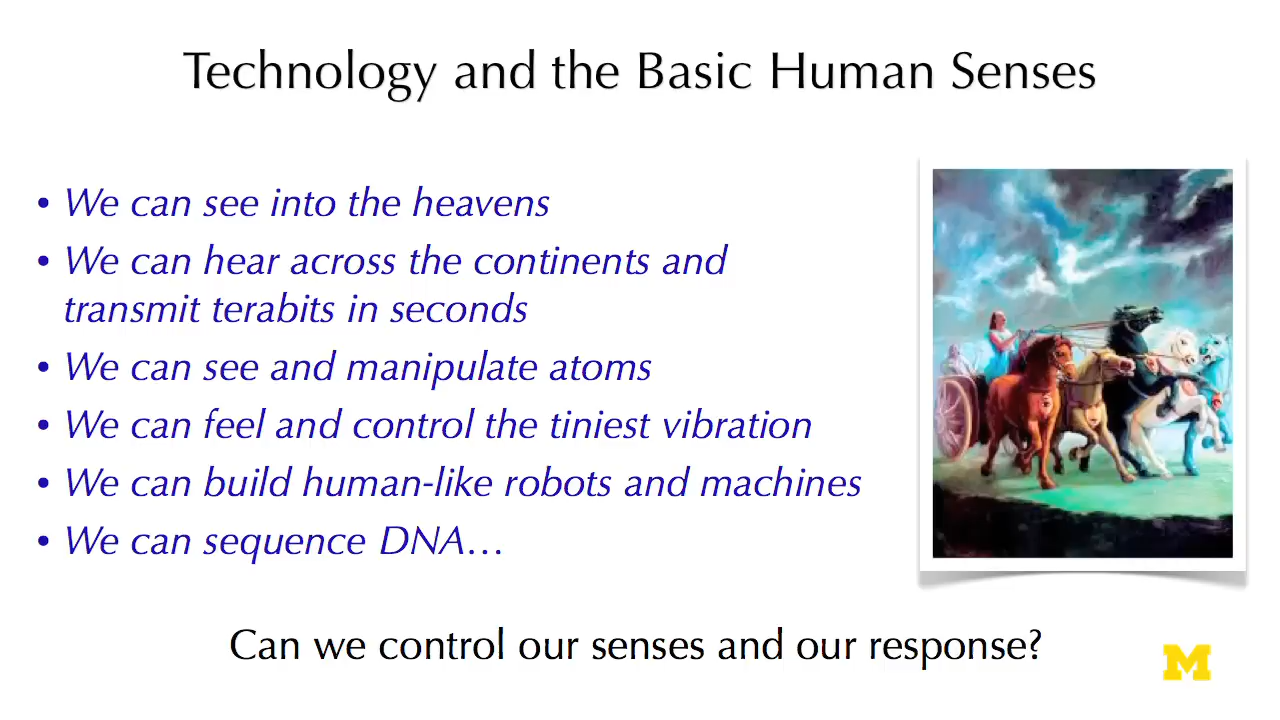 Technology and the Basic Human Senses
• We can see into the heavens
• We can hear across the continents and
transmit terabits in seconds
• We can see and manipulate atoms
• We can feel and control the tiniest vibration
• We can build human-like robots and machines
• We can sequence DNA…
Can we control our senses and our response?
M